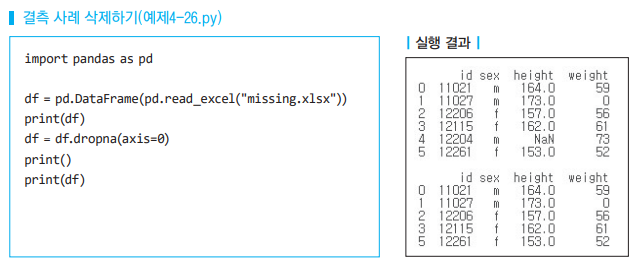 결측 사례 삭제하기(예제4-26.py)
import pandas as pd
df = pd.DataFrame(pd.read_excel("missing.xlsx"))
print(df)
df = df.dropna(axis=0)
print()
print(df)
| 실행 결과 |
id sex height weight
0 11021 m 164.0 59
1 11027 m 173.0 0
2 12206 f 157.0 56
3 12115 f 162.0 61
4 12204 m NaN 73
5 12261 f 153.0 52
id sex height weight
0 11021 m 164.0 59
1 11027 m 173.0 0
2 12206 f 157.0 56
3 12115 f 162.0 61
5 12261 f 153.0 52